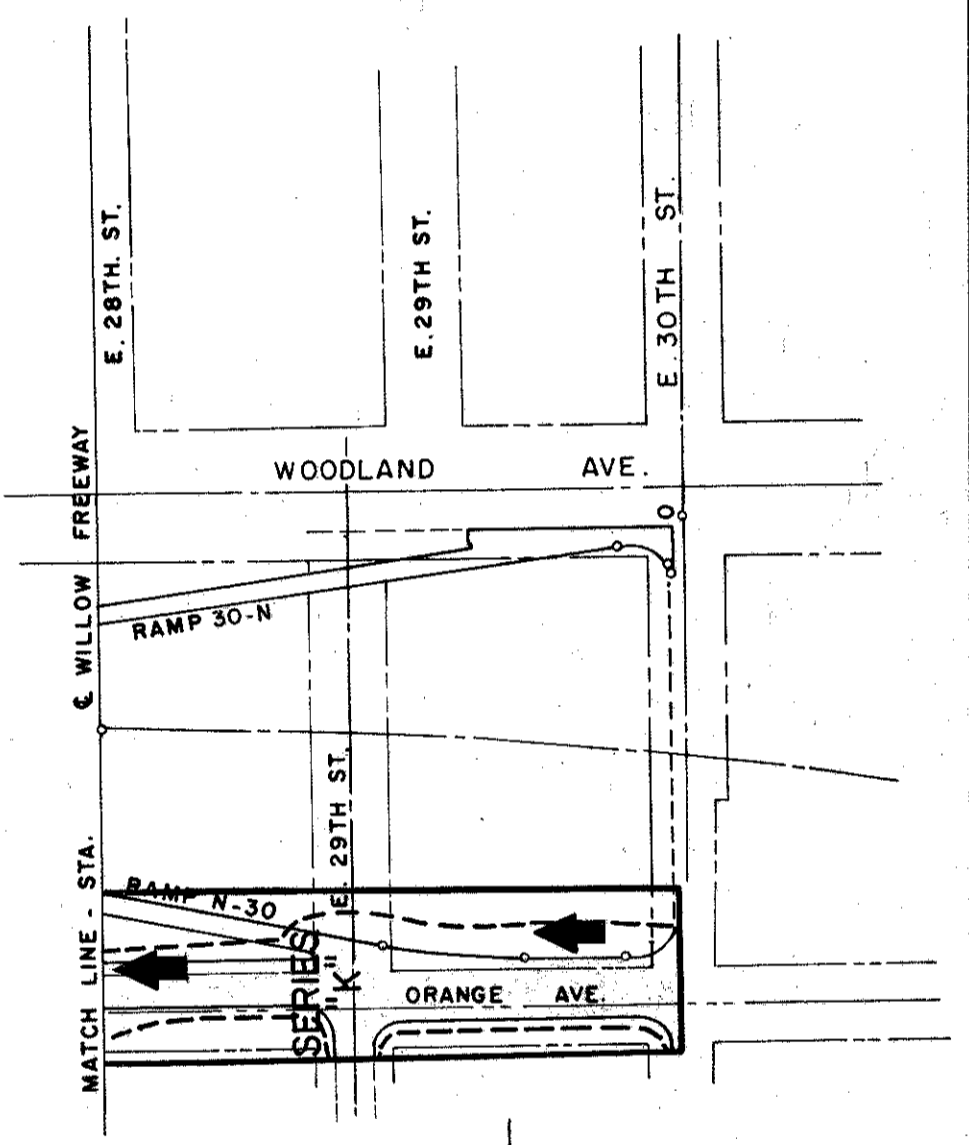 E. 28TH. ST.
E. 29TH ST.
E. 30TH ST.
WOODLAND AVE.
O
℄ WILLOW FREEWAY
RAMP 30-N
E. 29TH ST.
MATCH LINE - STA.
RAMP N-30
SERIES
"K"
ORANGE AVE.